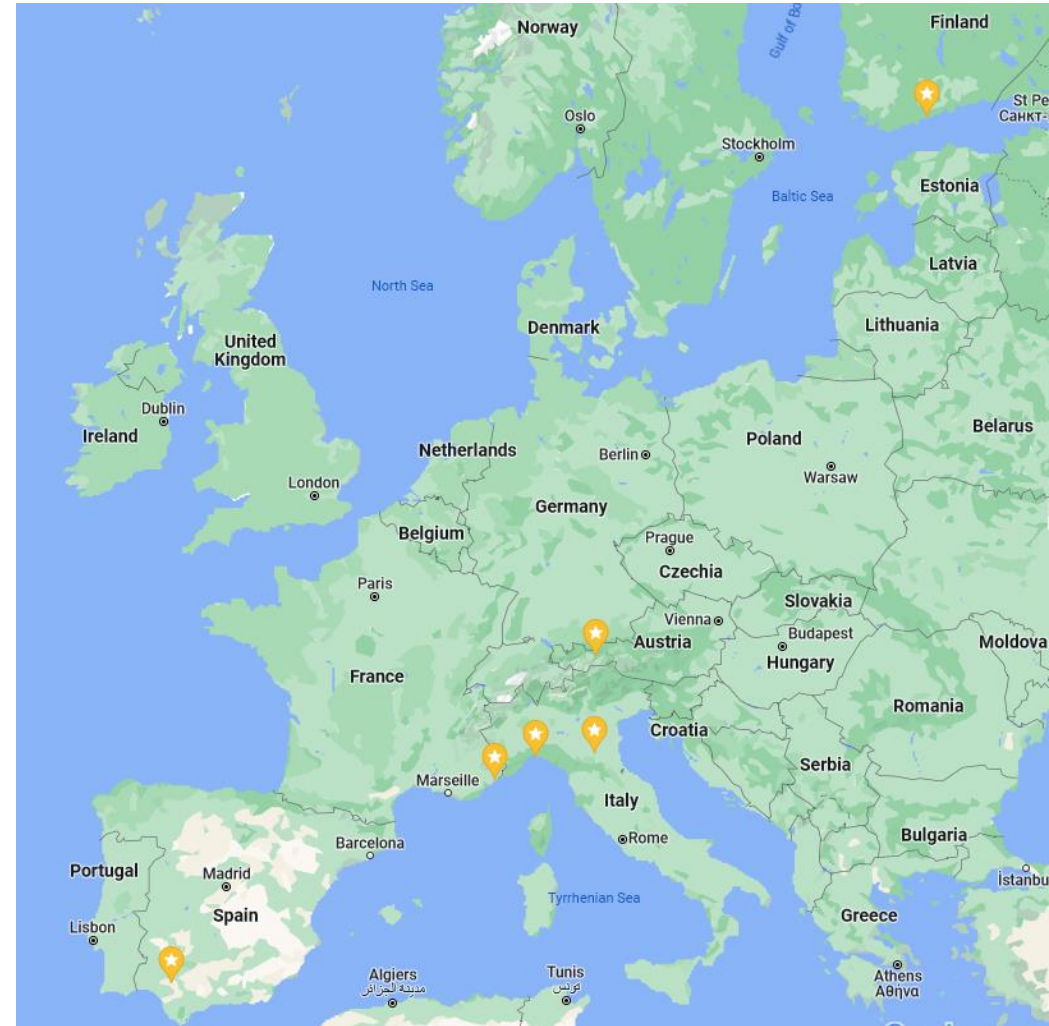 Norway
Finland
Gulf of Bo
St Pe
Санкт-
Oslo
Stockholm
Estonia
Baltic Sea
Latvia
North Sea
Denmark
Lithuania
United
Kingdom
Dublin
Ireland
Belarus
Netherlands
Berlin
Poland
Warsaw
London
Germany
Belgium
Prague
Czechia
Paris
Slovakia
Vienna
Austria
Budapest
Hungary
Moldova
France
Romania
Croatia
Serbia
Marseille
Italy
Rome
Bulgaria
Barcelona
Portugal
Madrid
İstanbu
Tyrrhenian Sea
Spain
Greece
Lisbon
Algiers
مدينة الجزائر
Tunis
تونس
Athens
Αθήνα